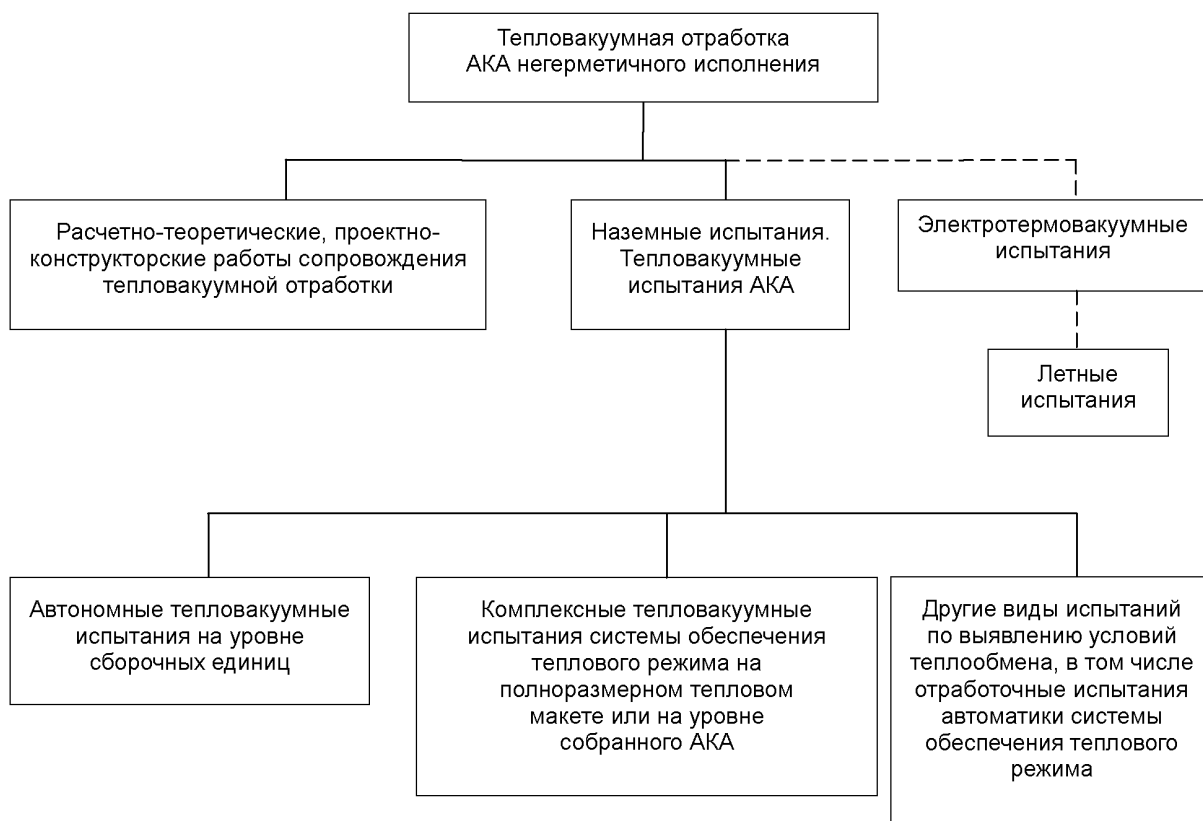 Тепловакуумная отработка
АКА негерметичного исполнения
Расчетно-теоретические, проектно-
конструкторские работы сопровождения
тепловакуумной отработки
Наземные испытания.
Тепловакуумные
испытания АКА
Электротермовакуумные
испытания
Летные
испытания
Автономные тепловакуумные
испытания на уровне
сборочных единиц
Комплексные тепловакуумные
испытания системы обеспечения
теплового режима на
полноразмерном тепловом
макете или на уровне
собранного АКА
Другие виды испытаний
по выявлению условий
теплообмена, в том числе
отработочные испытания
автоматики системы
обеспечения теплового
режима